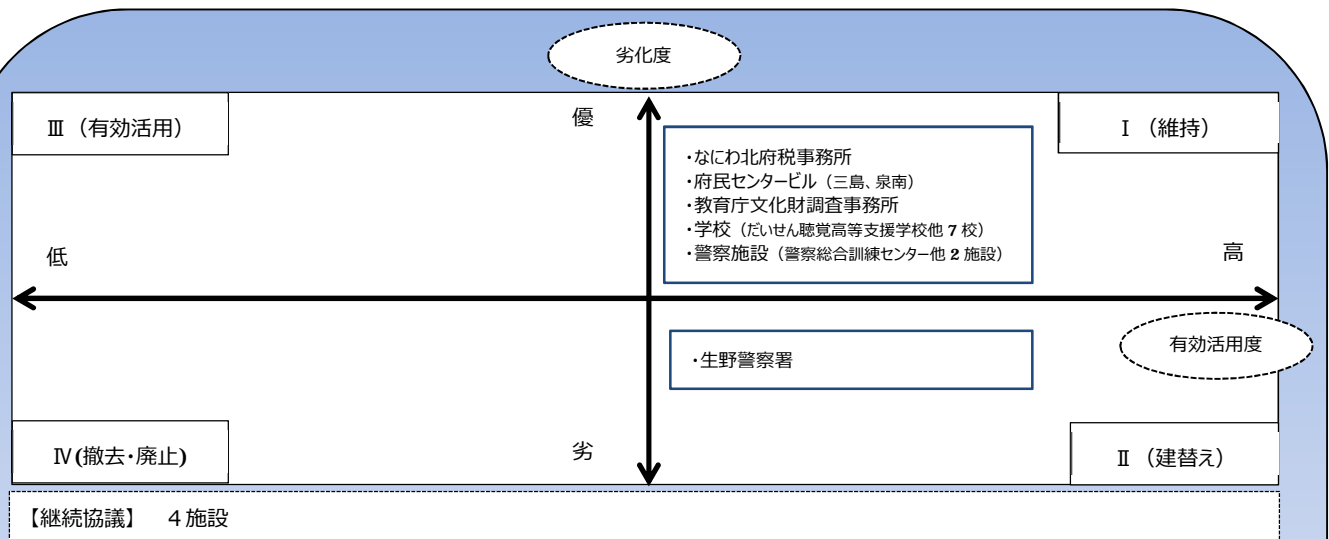 劣化度
Ⅲ（有効活用）
優
Ⅰ（維持）
・なにわ北府税事務所
・府民センタービル（三島、泉南）
・教育庁文化財調査事務所
・学校（だいせん聴覚高等支援学校他 7 校）
・警察施設（警察総合訓練センター他 2 施設）
低
高
有効活用度
・生野警察署
Ⅳ(撤去・廃止)
劣
Ⅱ（建替え）
【継続協議】　４施設